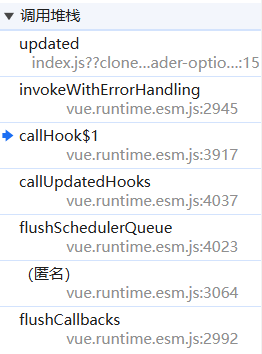 调用堆栈
updated
index.js??clone...ader-optio...:15
invokeWithErrorHandling
vue.runtime.esm.js:2945
callHook$1
vue.runtime.esm.js:3917
callUpdatedHooks
vue.runtime.esm.js:4037
flushSchedulerQueue
vue.runtime.esm.js:4023
(匿名)
vue.runtime.esm.js:3064
flushCallbacks
vue.runtime.esm.js:2992